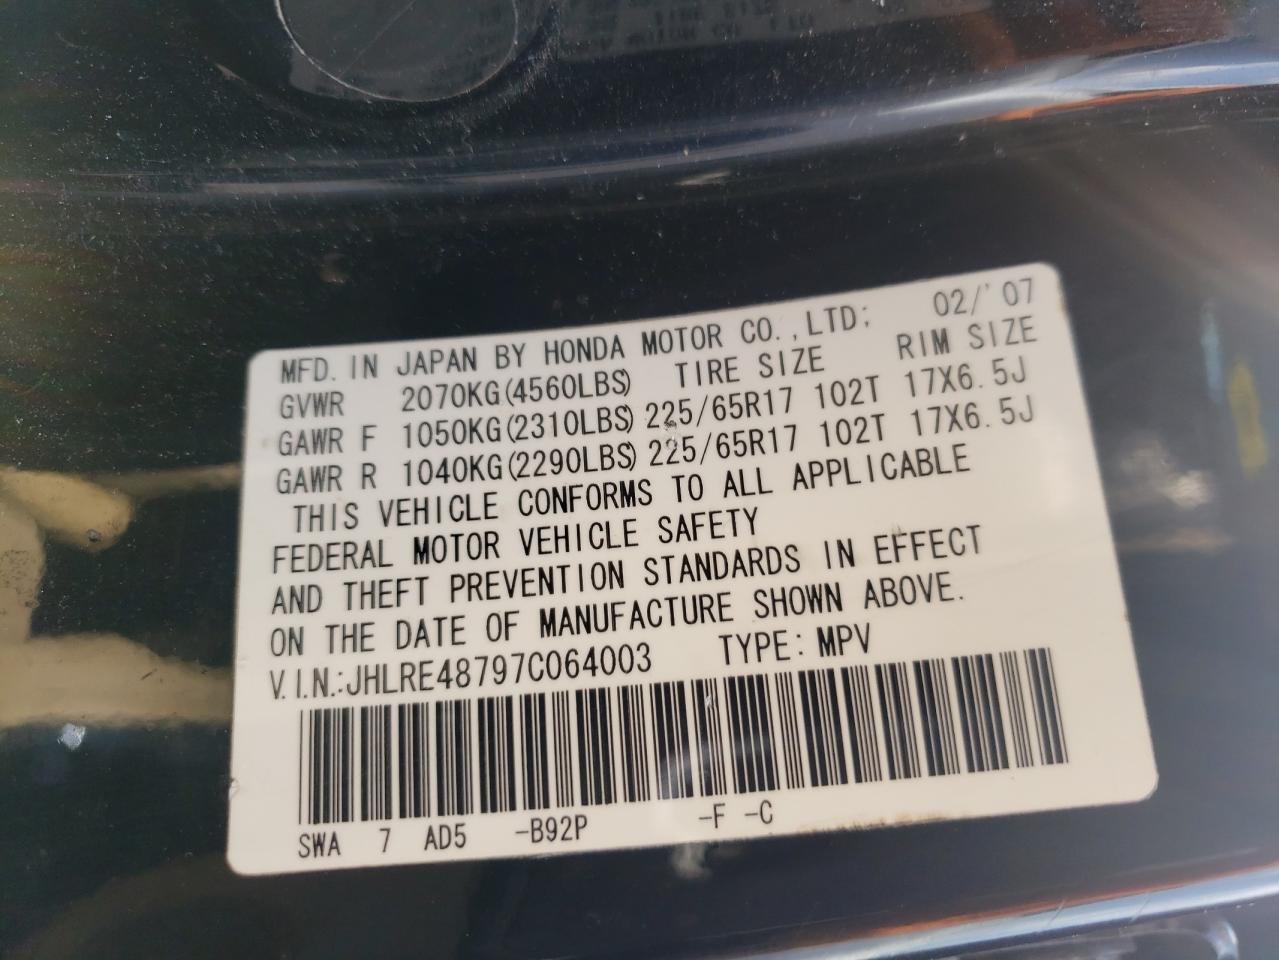 MFD. IN JAPAN BY HONDA MOTOR CO.,LTD; 02/'07
GVWR 2070KG(4560LBS) TIRE SIZE RIM SIZE
GAWR F 1050KG(2310LBS) 225/65R17 102T 17X6.5J
GAWR R 1040KG(2290LBS) 225/65R17 102T 17X6.5J
THIS VEHICLE CONFORMS TO ALL APPLICABLE
FEDERAL MOTOR VEHICLE SAFETY
AND THEFT PREVENTION STANDARDS IN EFFECT
ON THE DATE OF MANUFACTURE SHOWN ABOVE.
V.I.N.:JHLRE48797C064003 TYPE: MPV
SWA 7 AD5 -B92P -F -C